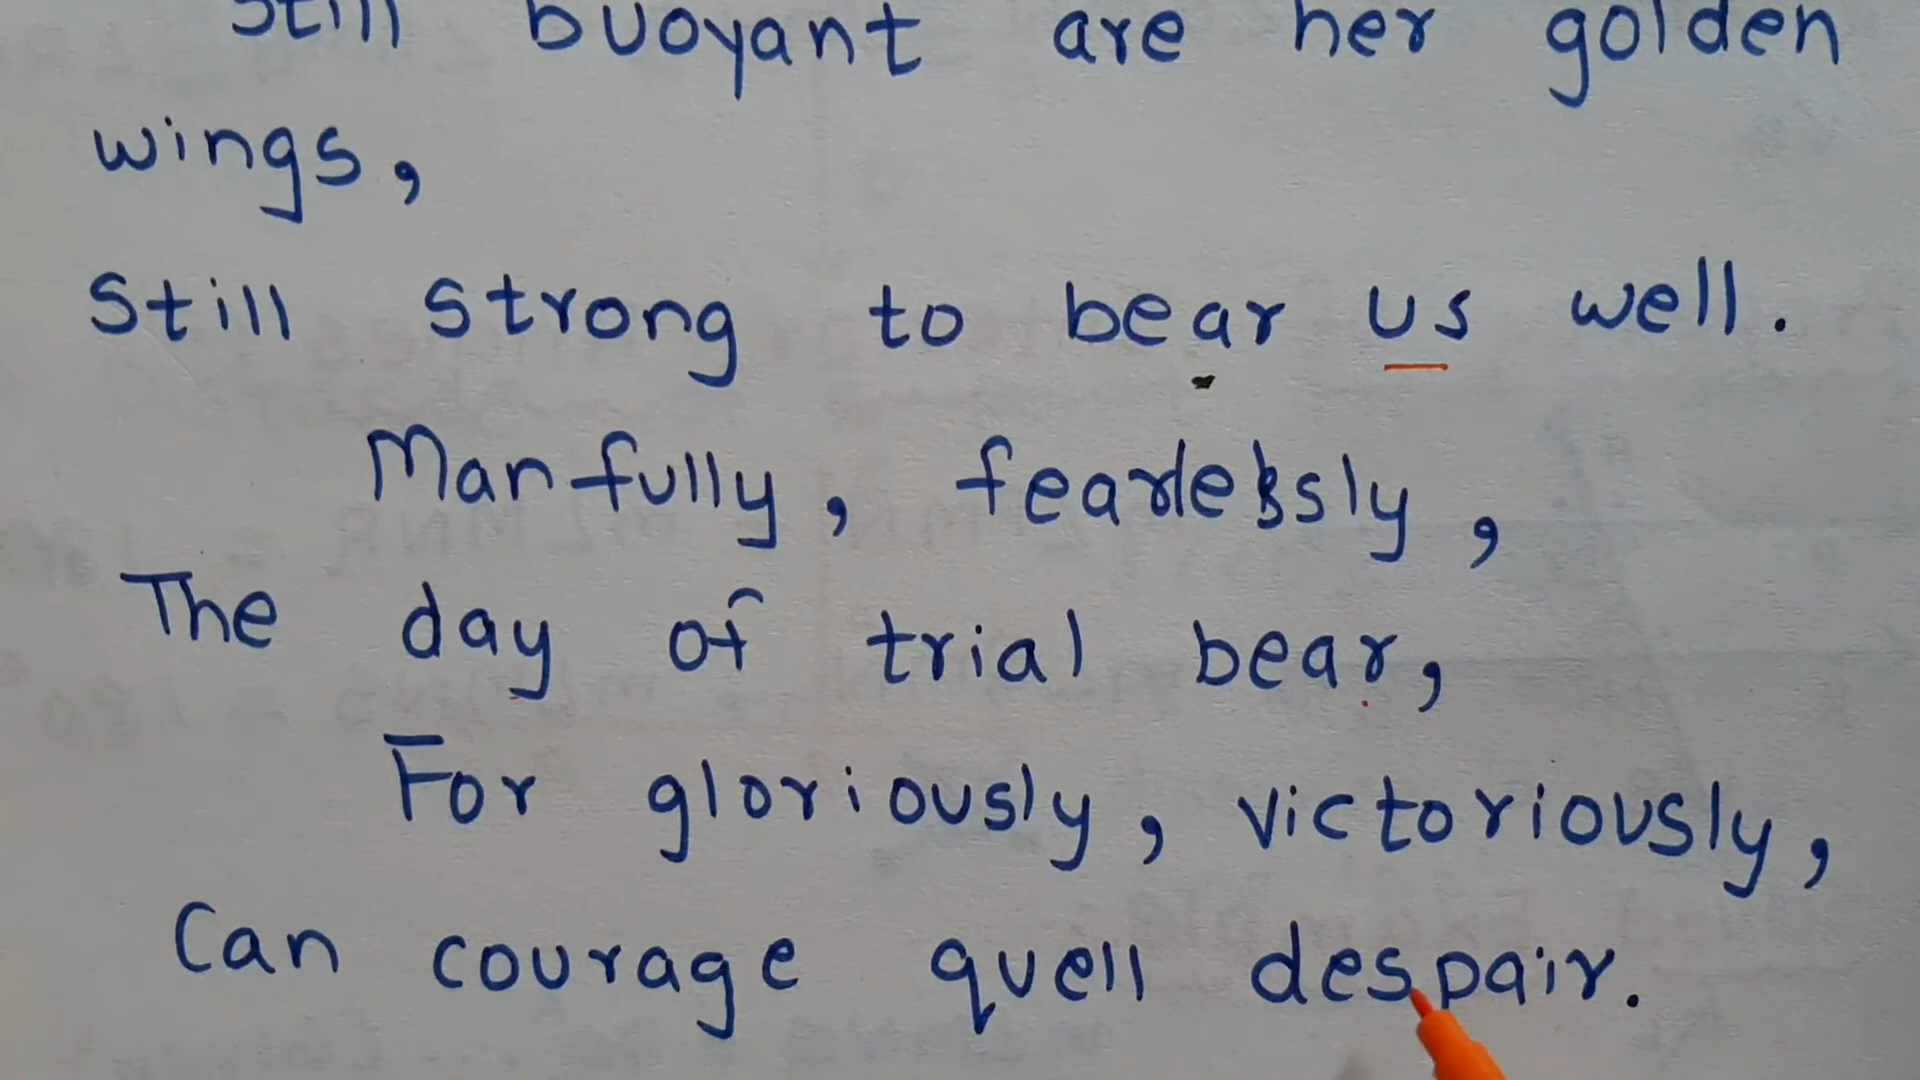 Still buoyant are her golden
wings,
Still strong to bear us well.
Manfully, fearlessly,
The day of trial bear,
For gloriously, victoriously,
Can courage quell despair.